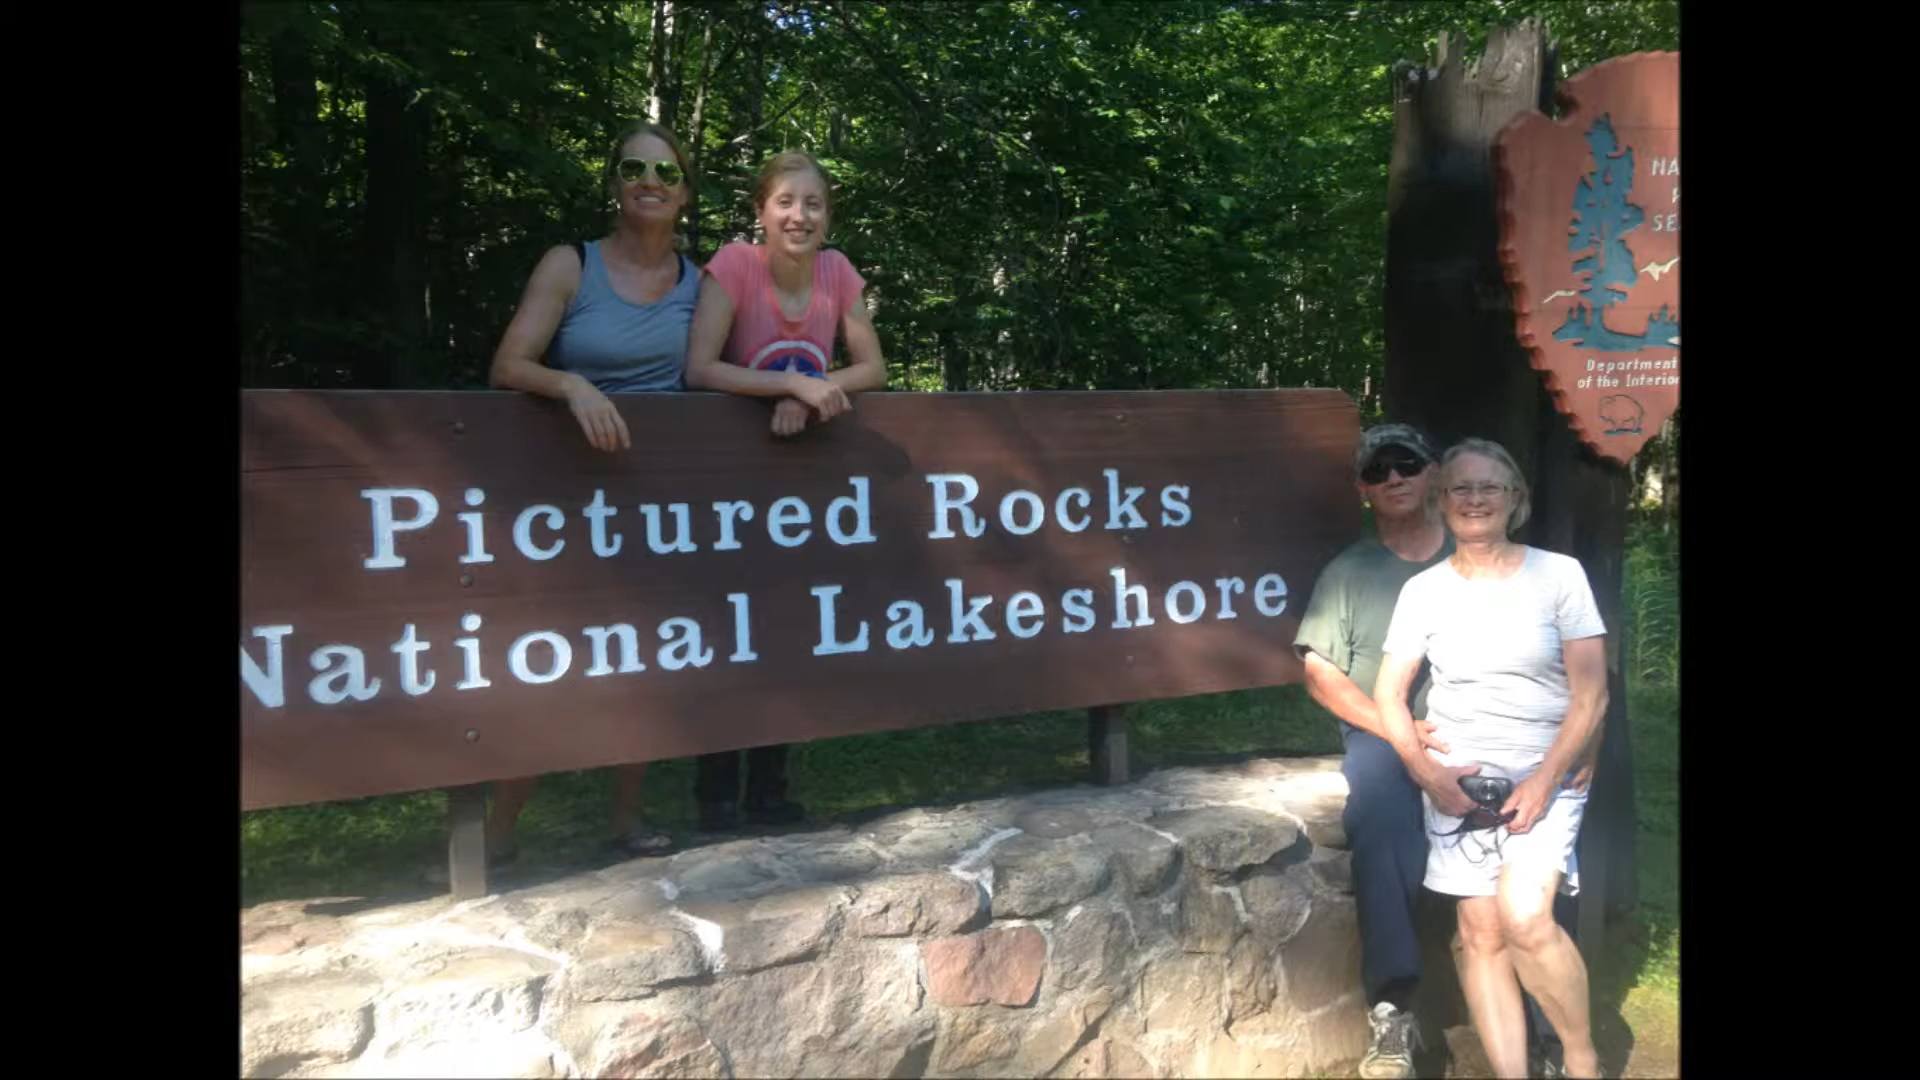 Pictured Rocks
National Lakeshore
Department
of the Interior